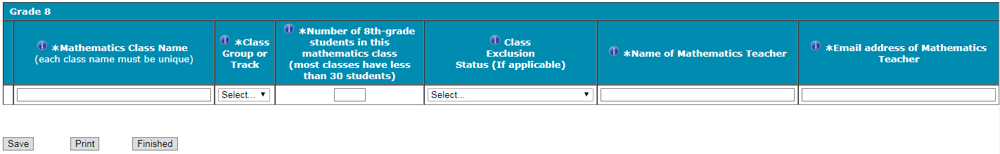 Grade 8
*Mathematics Class Name
(each class name must be unique)
*Class
Group or
Track
*Number of 8th-grade
students in this
mathematics class
(most classes have less
than 30 students)
Class
Exclusion
Status (If applicable)
*Name of Mathematics Teacher
*Email address of Mathematics
Teacher
Select...
Select...
Save
Print
Finished